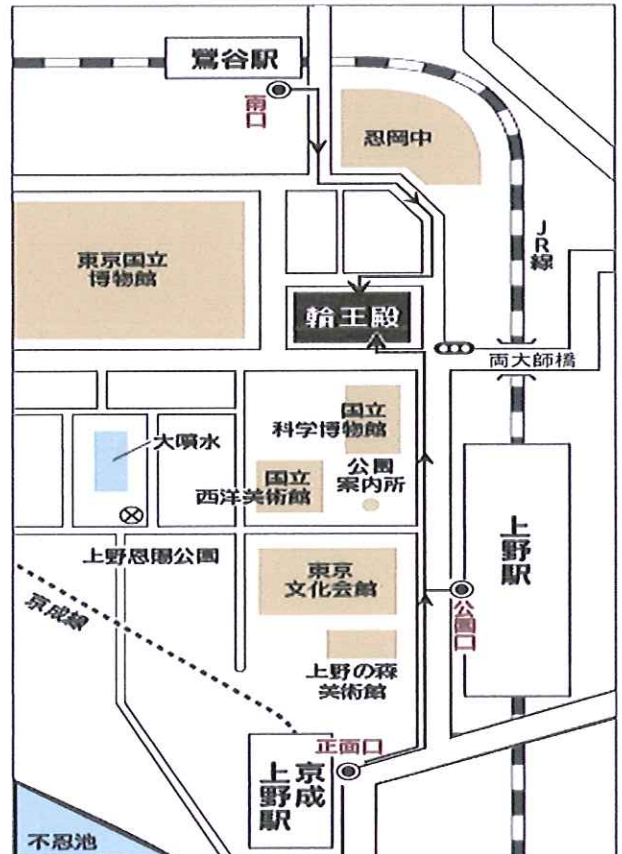 鶯谷駅
南口
忍岡中
JR線
東京国立
博物館
輪王殿
両大師橋
国立
科学博物館
大噴水
公園
案内所
国立
西洋美術館
上野駅
上野恩賜公園
東京
文化会館
京成線
公園口
上野の森
美術館
正面口
京成
上野駅
不忍池